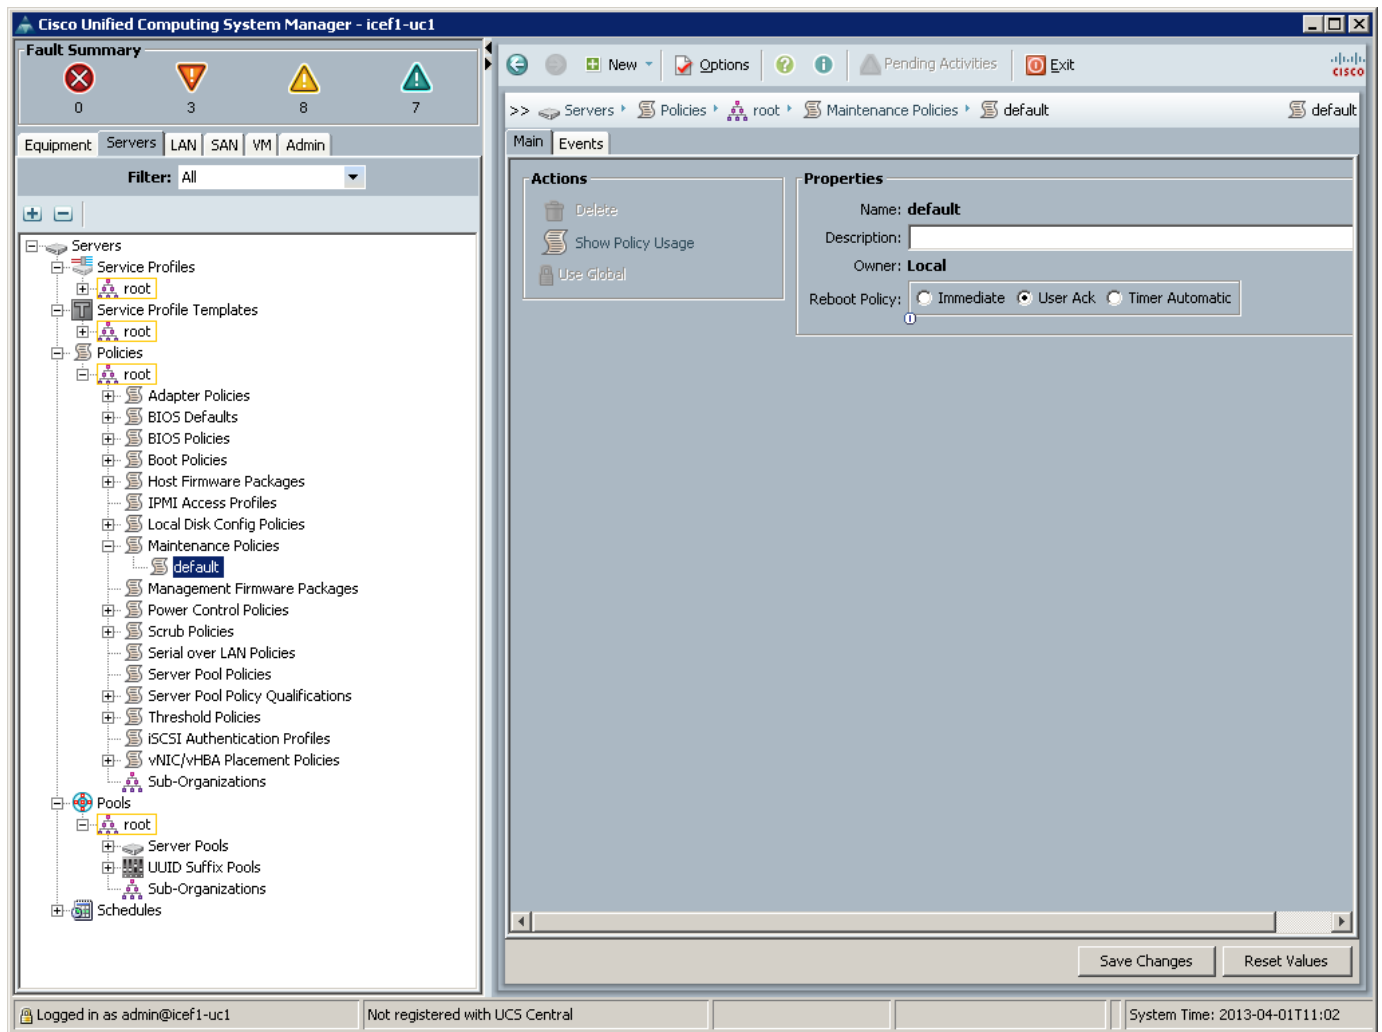 Cisco Unified Computing System Manager - icef1-uc1
Fault Summary
0 3 8 7
Equipment Servers LAN SAN VM Admin
Filter: All
Servers
Service Profiles
root
Service Profile Templates
root
Policies
root
Adapter Policies
BIOS Defaults
BIOS Policies
Boot Policies
Host Firmware Packages
IPMI Access Profiles
Local Disk Config Policies
Maintenance Policies
default
Management Firmware Packages
Power Control Policies
Scrub Policies
Serial over LAN Policies
Server Pool Policies
Server Pool Policy Qualifications
Threshold Policies
iSCSI Authentication Profiles
vNIC/vHBA Placement Policies
Sub-Organizations
Pools
root
Server Pools
UUID Suffix Pools
Sub-Organizations
Schedules
New Options ? i Pending Activities Exit
CISCO
>> Servers Policies root Maintenance Policies default default
Main Events
Actions
Delete
Show Policy Usage
Use Global
Properties
Name: default
Description:
Owner: Local
Reboot Policy: Immediate User Ack Timer Automatic
Save Changes Reset Values
Logged in as admin@icef1-uc1 Not registered with UCS Central System Time: 2013-04-01T11:02